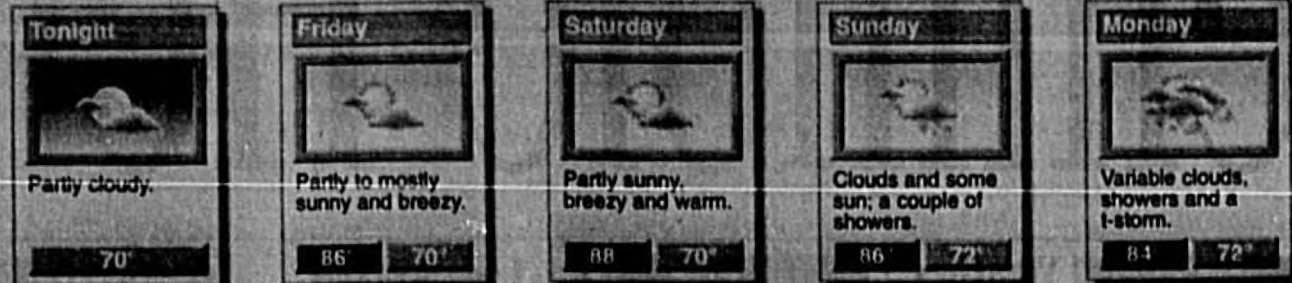 Tonight
Partly cloudy.
70°
Friday
Partly to mostly
sunny and breezy.
86° 70°
Saturday
Partly sunny,
breezy and warm.
88 70°
Sunday
Clouds and some
sun; a couple of
showers.
86° 72°
Monday
Variable clouds,
showers and a
t-storm.
84 72°